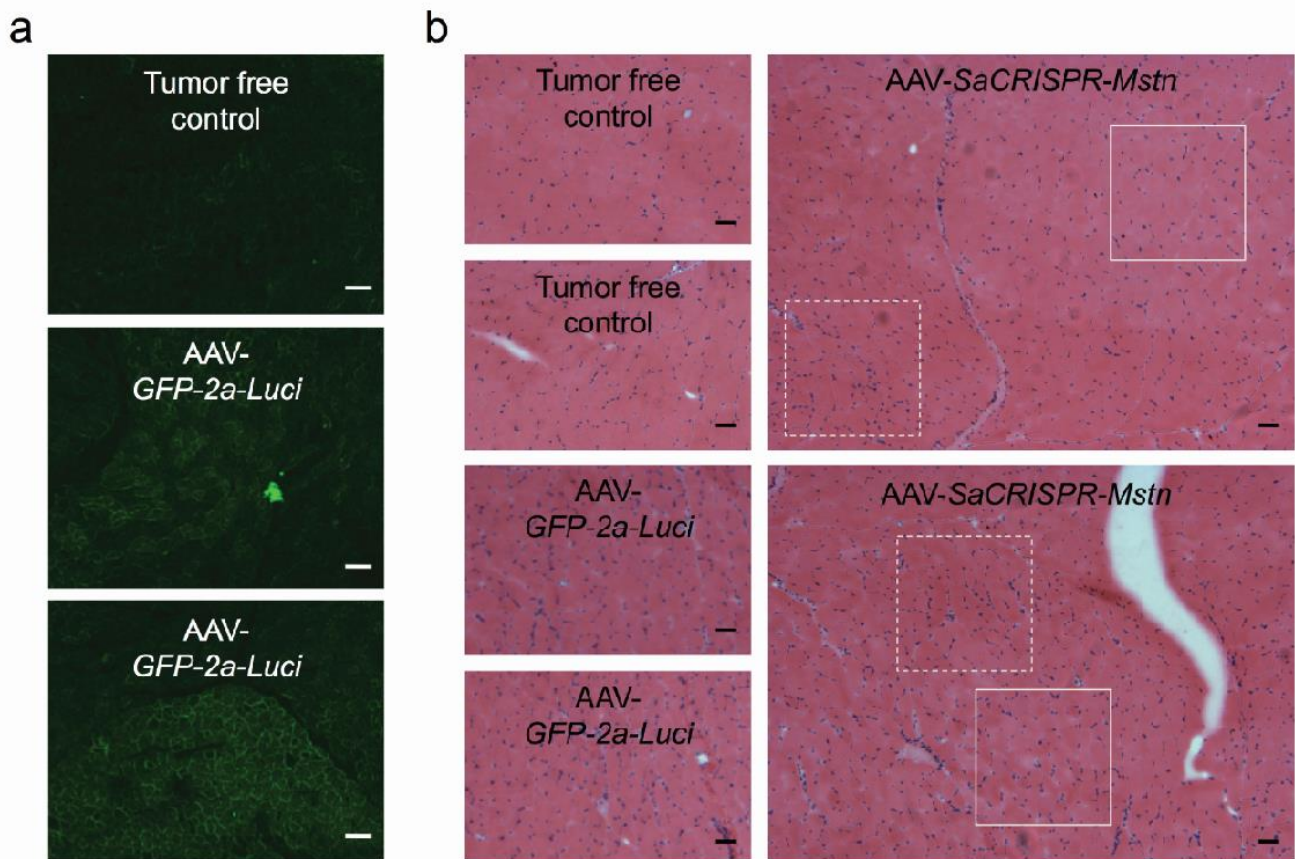 a
Tumor free
control
AAV-
GFP-2a-Luci
AAV-
GFP-2a-Luci
b
Tumor free
control
Tumor free
control
AAV-
GFP-2a-Luci
AAV-
GFP-2a-Luci
AAV-SaCRISPR-Mstn
AAV-SaCRISPR-Mstn